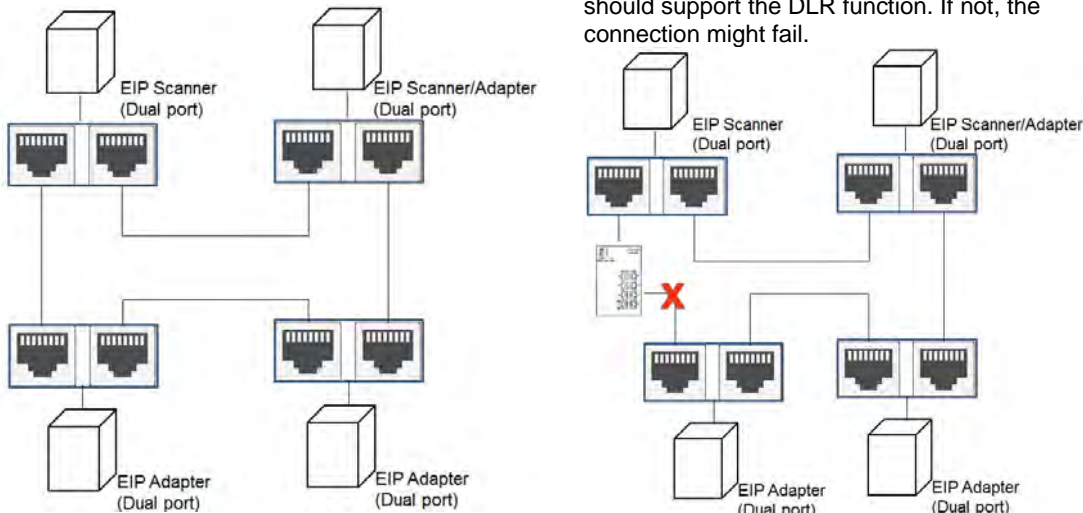 should support the DLR function. If not, the
connection might fail.
EIP Scanner
(Dual port)
EIP Scanner/Adapter
(Dual port)
EIP Adapter
(Dual port)
EIP Adapter
(Dual port)
EIP Scanner
(Dual port)
EIP Scanner/Adapter
(Dual port)
X
EIP Adapter
(Dual port)
EIP Adapter
(Dual port)